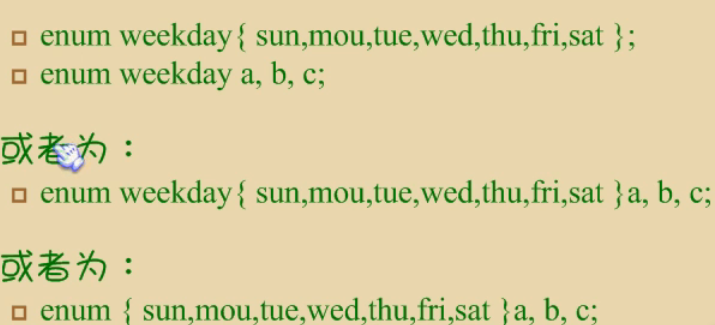 enum weekday{ sun,mou,tue,wed,thu,fri,sat };
enum weekday a, b, c;
或者为：
enum weekday{ sun,mou,tue,wed,thu,fri,sat }a, b, c;
或者为：
enum { sun,mou,tue,wed,thu,fri,sat }a, b, c;